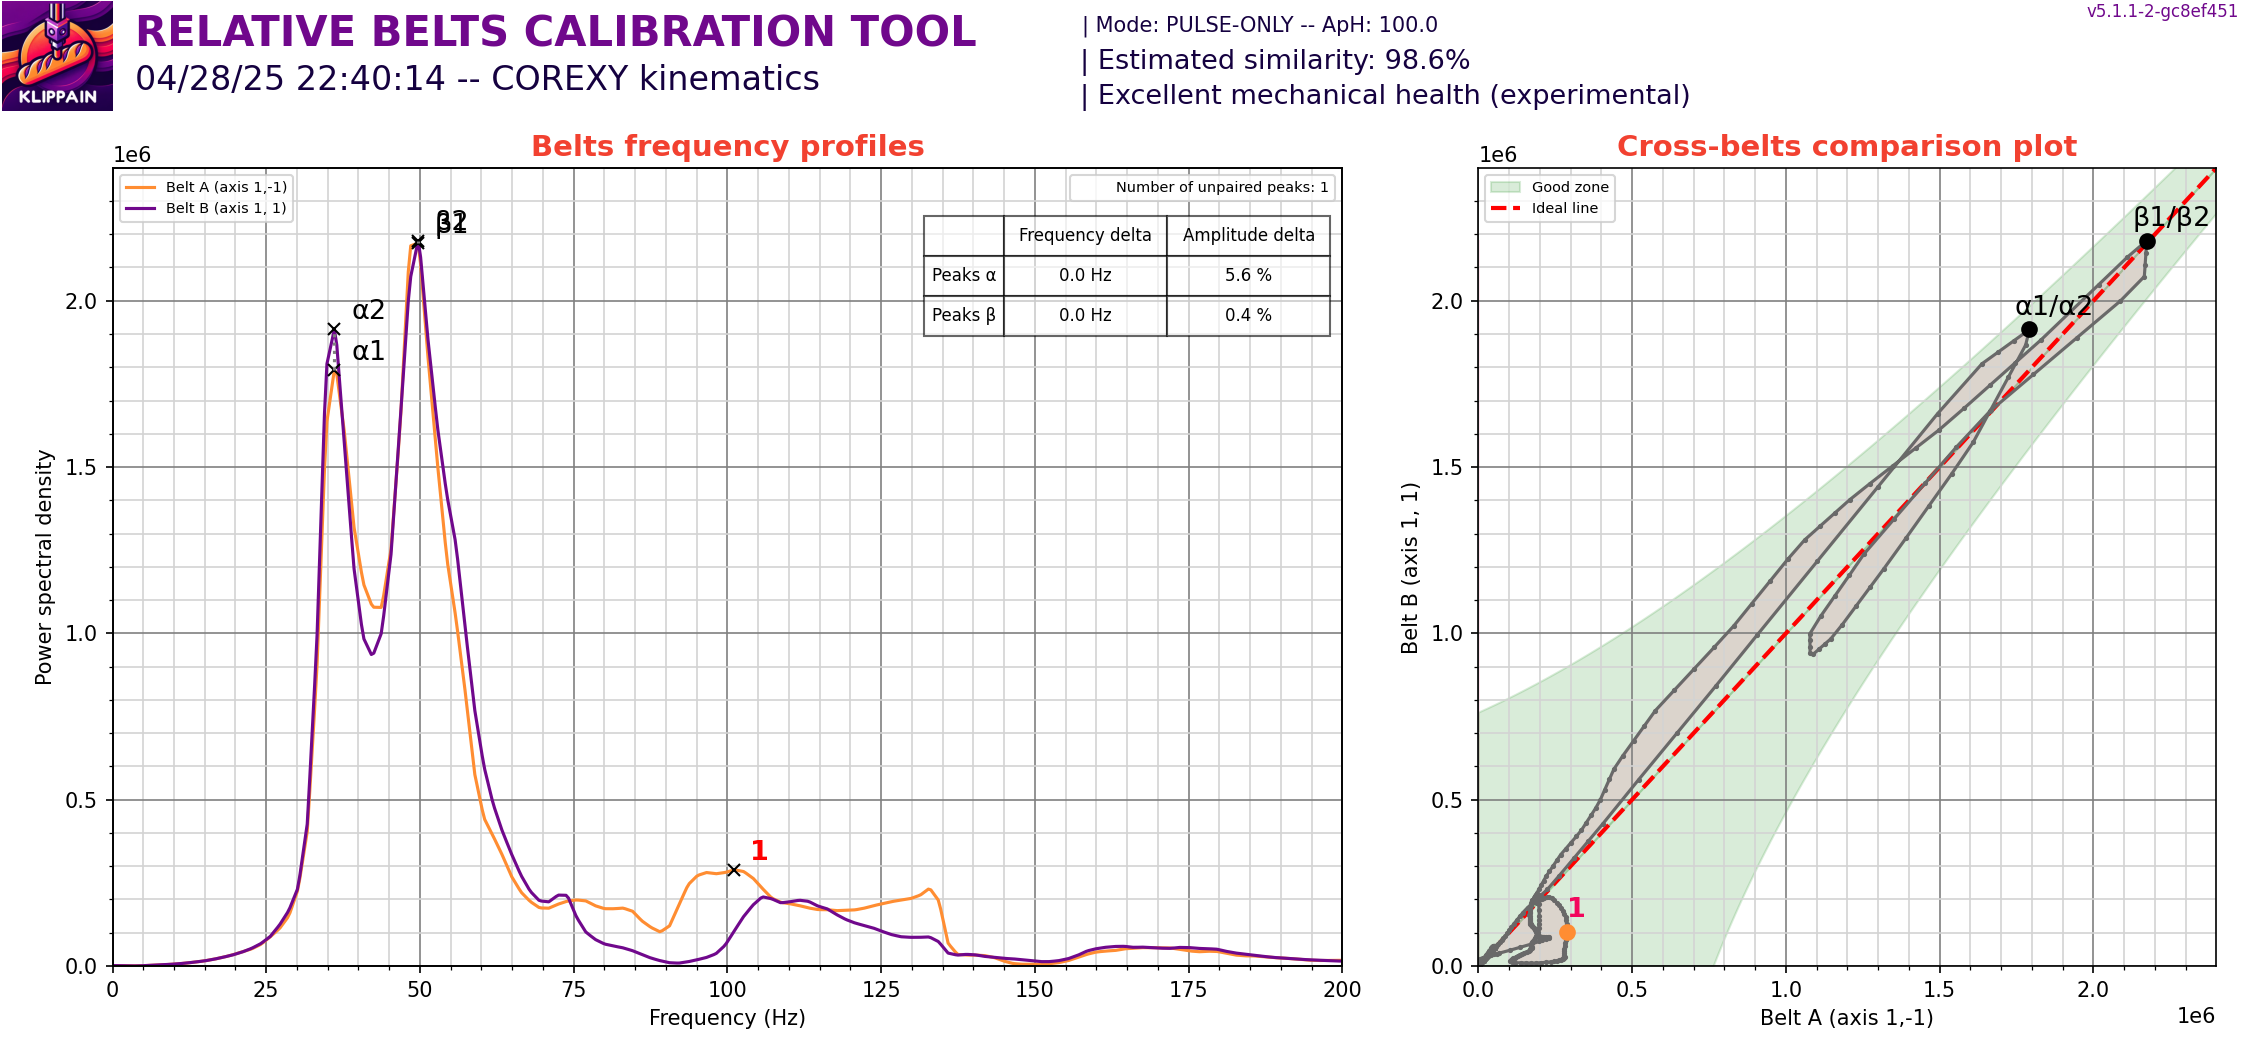 KLIPPAIN
RELATIVE BELTS CALIBRATION TOOL
04/28/25 22:40:14 -- COREXY kinematics
| Mode: PULSE-ONLY -- ApH: 100.0
| Estimated similarity: 98.6%
| Excellent mechanical health (experimental)
v5.1.1-2-gc8ef451
Belts frequency profiles
1e6
Belt A (axis 1,-1)
Belt B (axis 1, 1)
Number of unpaired peaks: 1
Frequency delta Amplitude delta
Peaks α 0.0 Hz 5.6 %
Peaks β 0.0 Hz 0.4 %
β2
β1
α2
α1
1
Power spectral density
2.0
1.5
1.0
0.5
0.0
0 25 50 75 100 125 150 175 200
Frequency (Hz)
Cross-belts comparison plot
1e6
Good zone
Ideal line
β1/β2
α1/α2
1
Belt B (axis 1, 1)
2.0
1.5
1.0
0.5
0.0
0.0 0.5 1.0 1.5 2.0
Belt A (axis 1,-1)
1e6